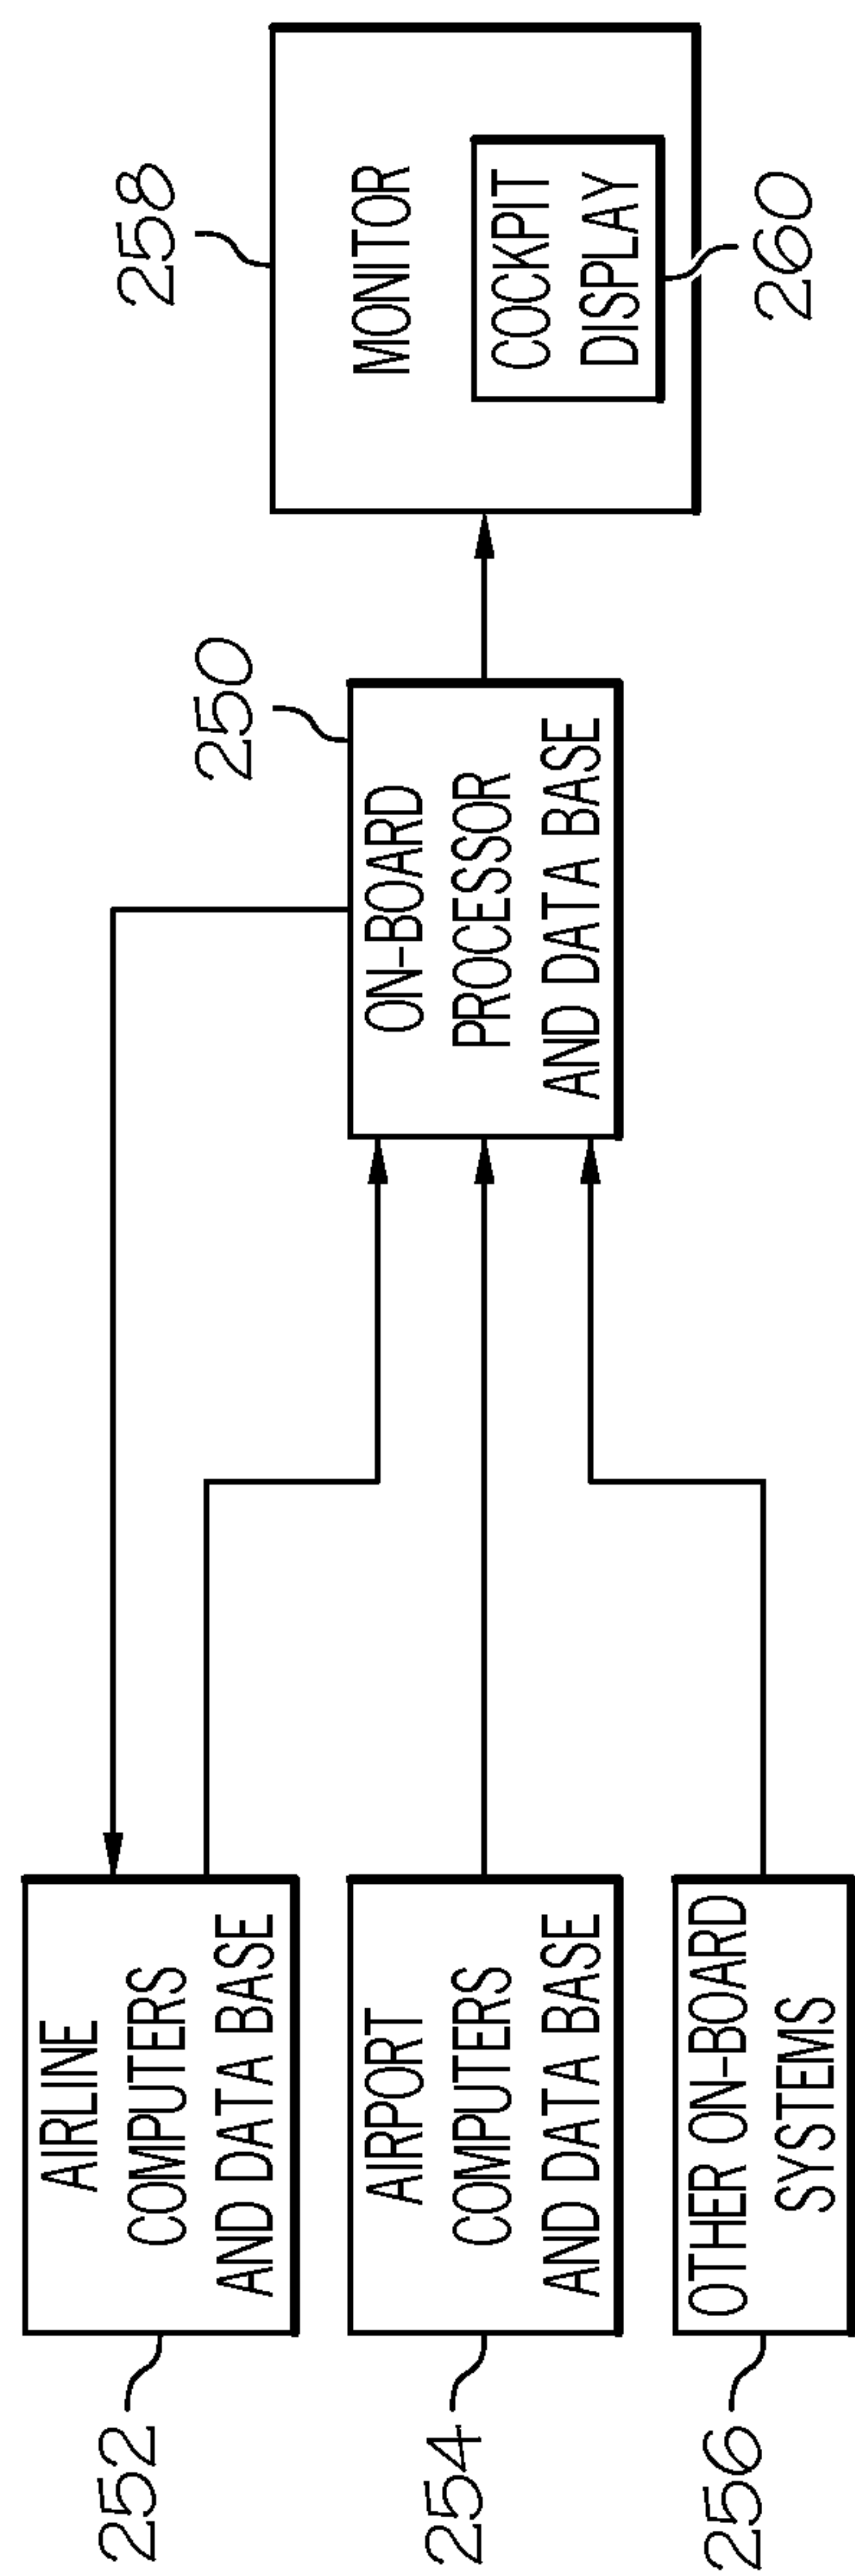 252
AIRLINE
COMPUTERS
AND DATA BASE
254
AIRPORT
COMPUTERS
AND DATA BASE
256
OTHER ON-BOARD
SYSTEMS
250
ON-BOARD
PROCESSOR
AND DATA BASE
258
MONITOR
COCKPIT
DISPLAY
260